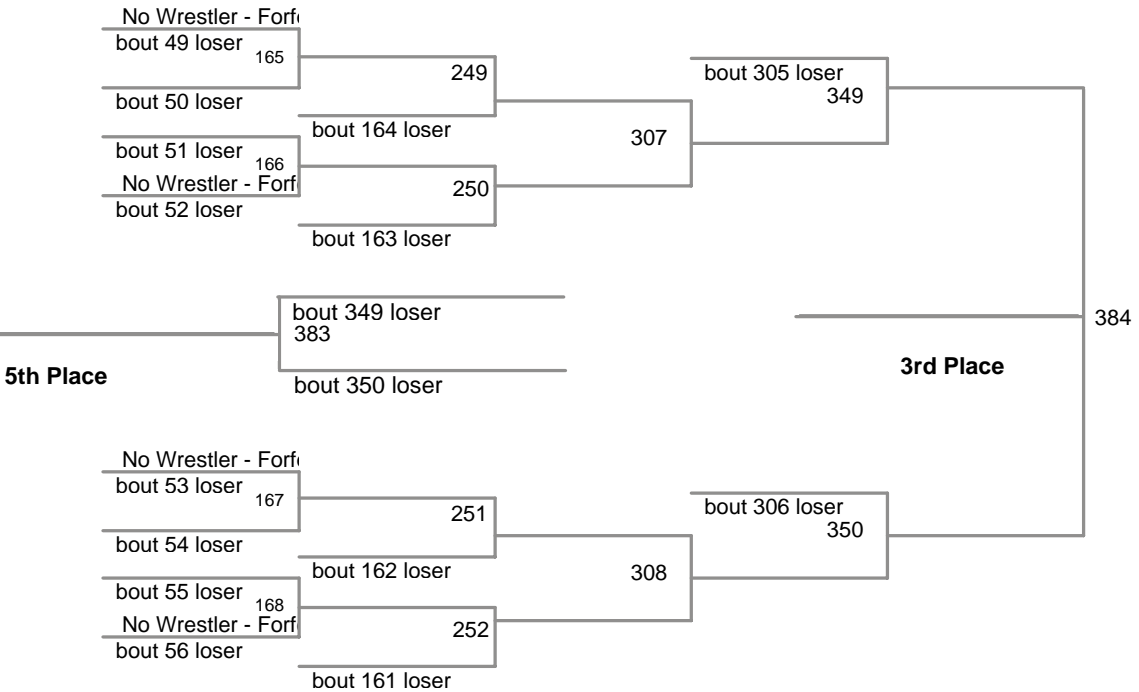 No Wrestler - Forf
bout 49 loser
165
249
bout 305 loser
349
bout 50 loser
bout 164 loser
307
bout 51 loser
166
No Wrestler - Forf
250
bout 52 loser
bout 163 loser
bout 349 loser
383
384
5th Place
3rd Place
bout 350 loser
No Wrestler - Forf
bout 53 loser
167
251
bout 306 loser
350
bout 54 loser
bout 162 loser
308
bout 55 loser
168
No Wrestler - Forf
252
bout 56 loser
bout 161 loser